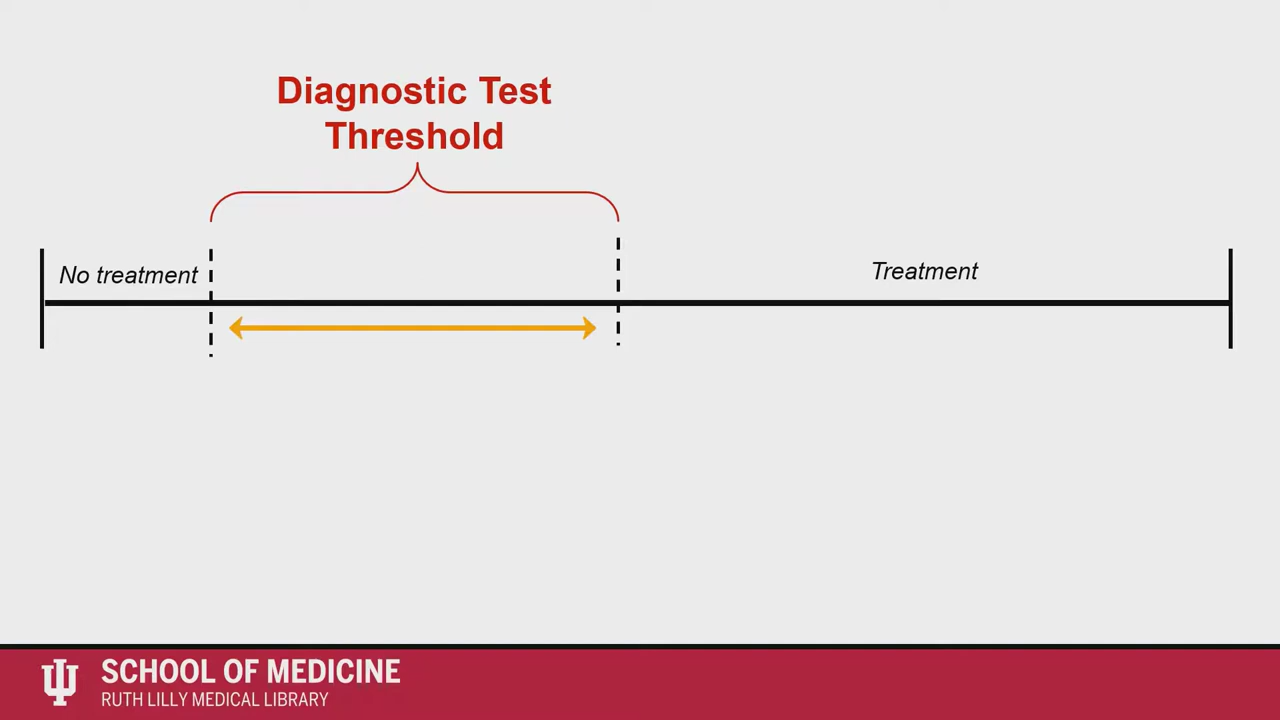 Diagnostic Test
Threshold
No treatment
Treatment
SCHOOL OF MEDICINE
RUTH LILLY MEDICAL LIBRARY